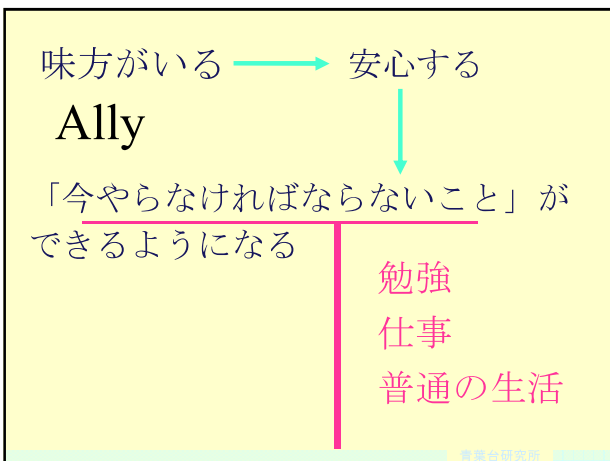 味方がいる
安心する
Ally
「今やらなければならないこと」が
できるようになる
勉強
仕事
普通の生活
青葉台研究所